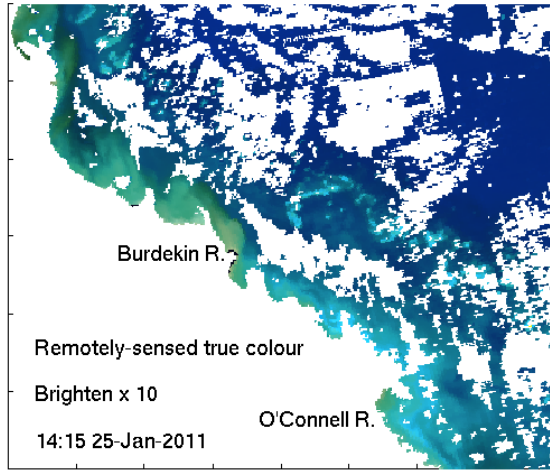 Burdekin R.
Remotely-sensed true colour
Brighten x 10
O'Connell R.
14:15 25-Jan-2011